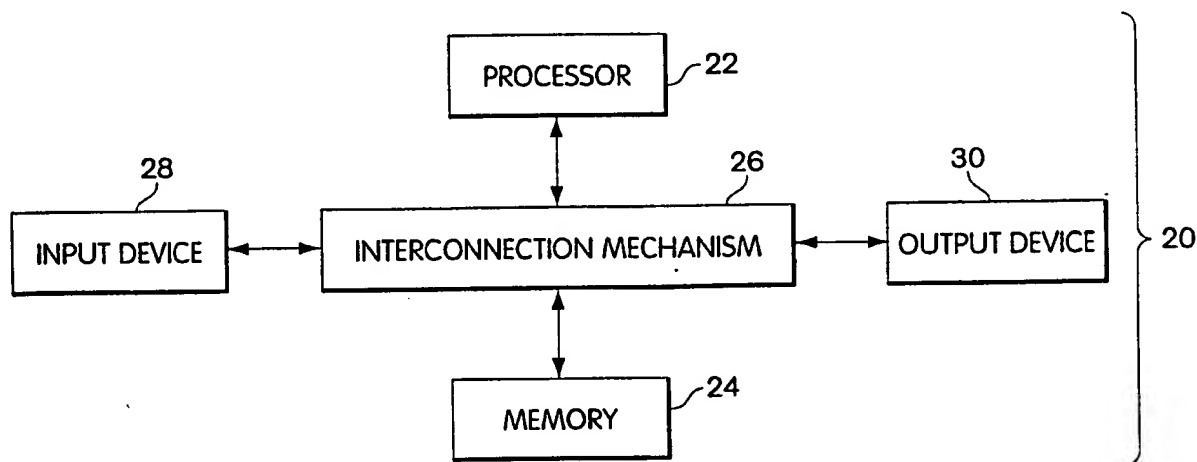 PROCESSOR
22
28
26
30
INPUT DEVICE
INTERCONNECTION MECHANISM
OUTPUT DEVICE
20
MEMORY
24